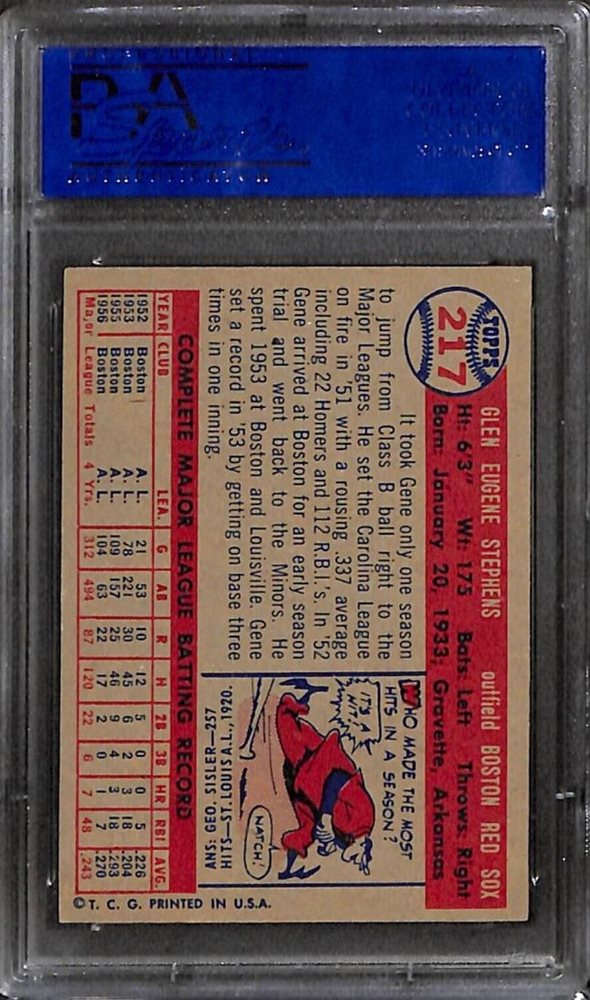 TOPPS
217
GLEN EUGENE STEPHENS outfield BOSTON RED SOX
Ht: 6'3" Wt: 175 Bats: Left Throws: Right
Born: January 20, 1933; Gravette, Arkansas
It took Gene only one season
to jump from Class B ball right to the
Major Leagues. He set the Carolina League
on fire in '51 with a rousing .337 average
including 22 Homers and 112 R.B.I.'s. In '52
Gene arrived at Boston for an early season
trial and went back to the Minors. He
spent 1953 at Boston and Louisville. Gene
set a record in '53 by getting on base three
times in one inning.
WHO MADE THE MOST
HITS IN A SEASON?
IT'S A
HIT!
NATCH!
ANS: GEO. SISLER—257
HITS, ST. LOUIS A.L., 1920.
COMPLETE MAJOR LEAGUE BATTING RECORD
YEAR CLUB LEA. G AB R H 2B 3B HR RBI AVG.
1952 Boston A. L. 21 53 10 12 5 0 0 5 .226
1953 Boston A. L. 78 221 30 45 6 2 3 18 .204
1955 Boston A. L. 109 157 25 46 9 4 3 18 .293
1956 Boston A. L. 104 63 22 17 2 0 1 7 .270
Major League Totals 4 Yrs. 312 494 87 120 22 6 7 48 .243
© T. C. G. PRINTED IN U.S.A.